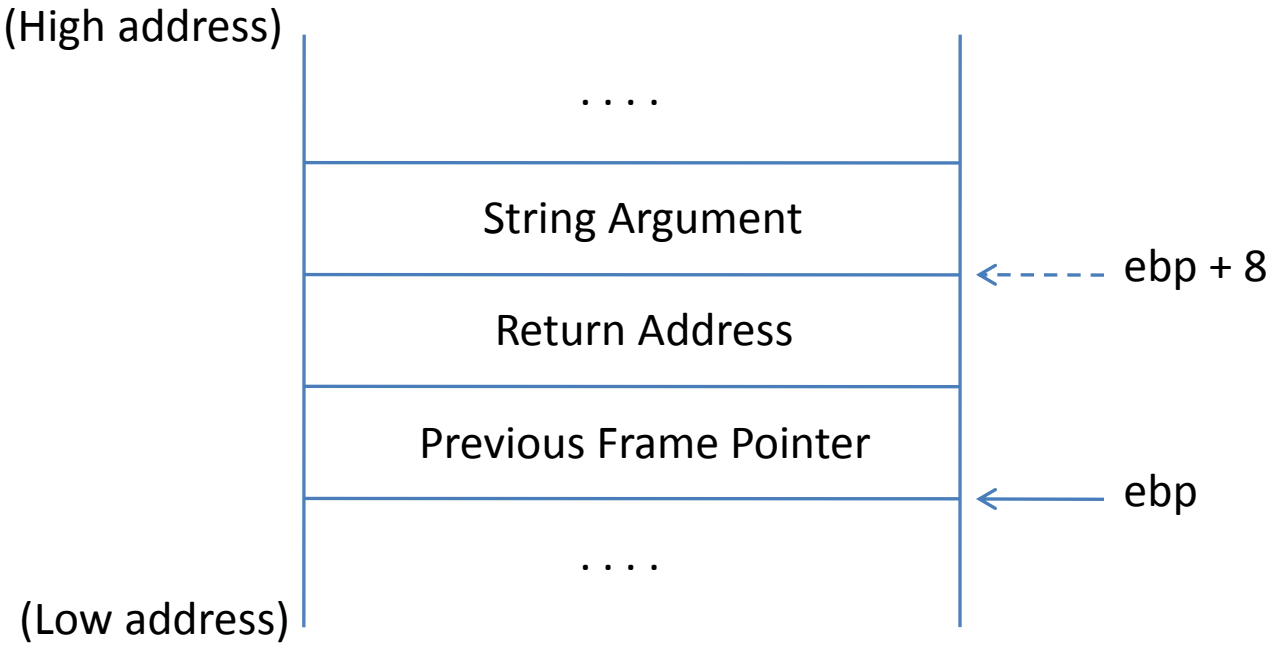 (High address)
. . . .
String Argument
ebp + 8
Return Address
Previous Frame Pointer
ebp
. . . .
(Low address)